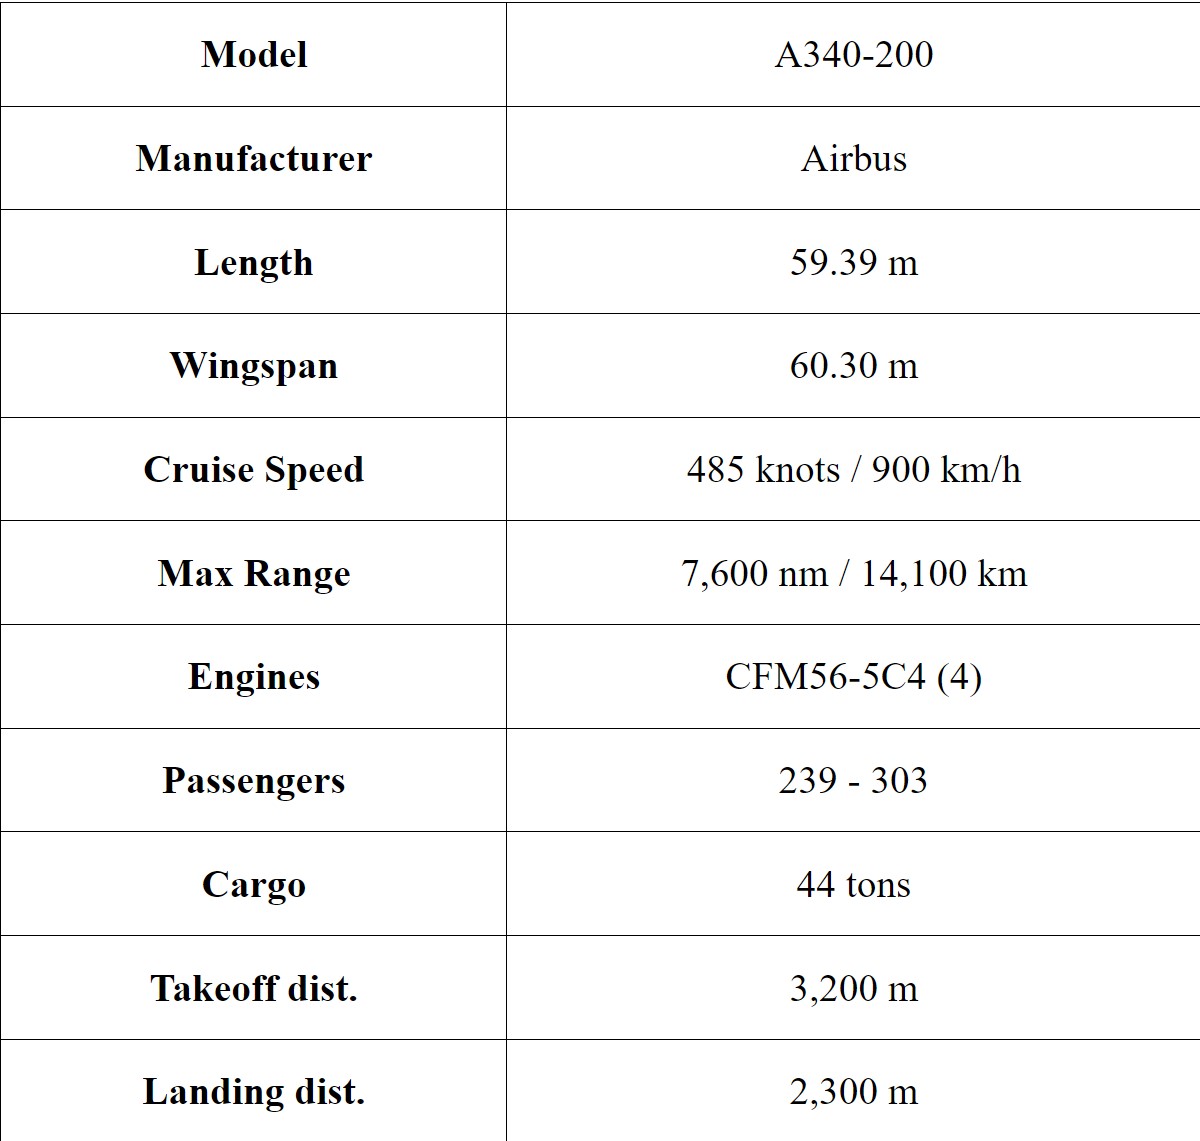 Model A340-200
Manufacturer Airbus
Length 59.39 m
Wingspan 60.30 m
Cruise Speed 485 knots / 900 km/h
Max Range 7,600 nm / 14,100 km
Engines CFM56-5C4 (4)
Passengers 239 - 303
Cargo 44 tons
Takeoff dist. 3,200 m
Landing dist. 2,300 m